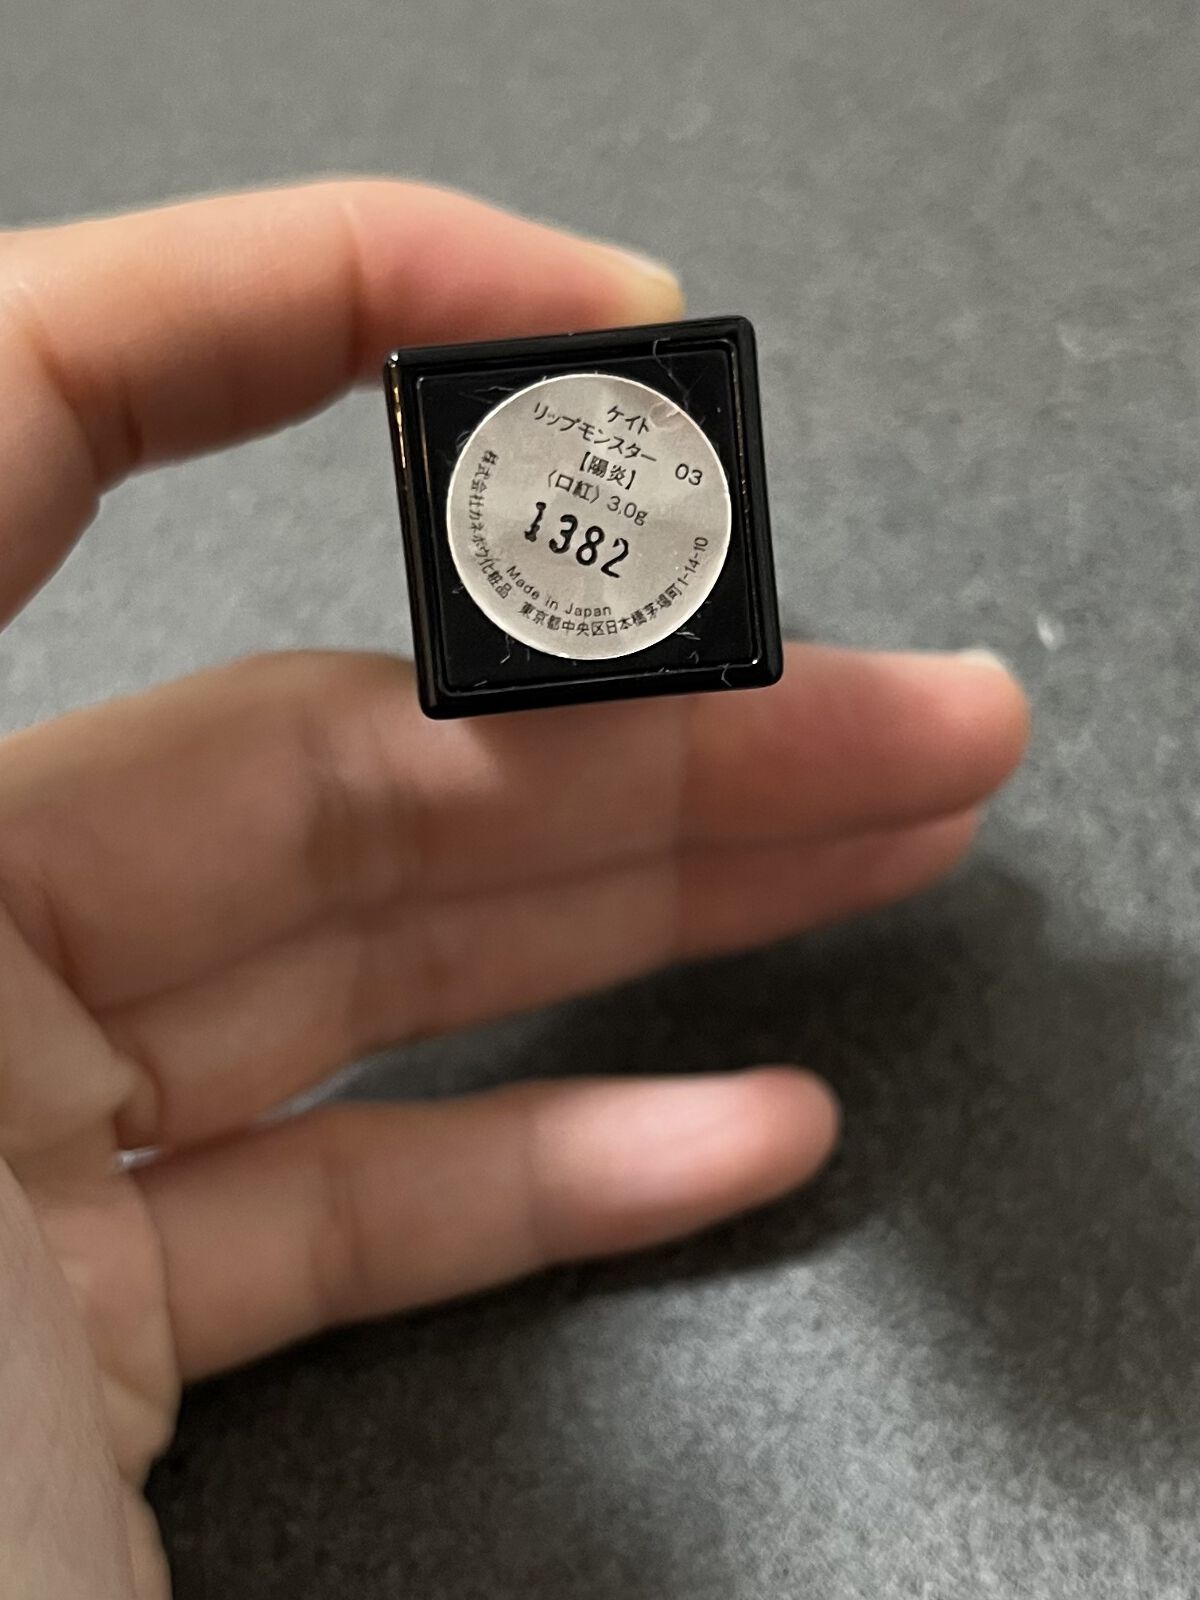 ケイト
リップモンスター 03
【陽炎】
〈口紅〉3.0g
1382
Made in Japan
株式会社カネボウ化粧品 東京都中央区日本橋茅場町1-14-10